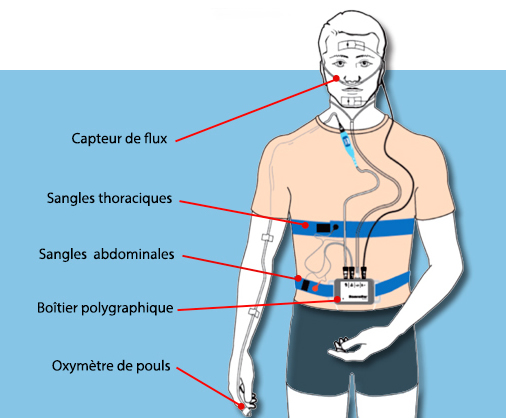 Capteur de flux
Sangles thoraciques
Sangles abdominales
Boîtier polygraphique
Oxymètre de pouls